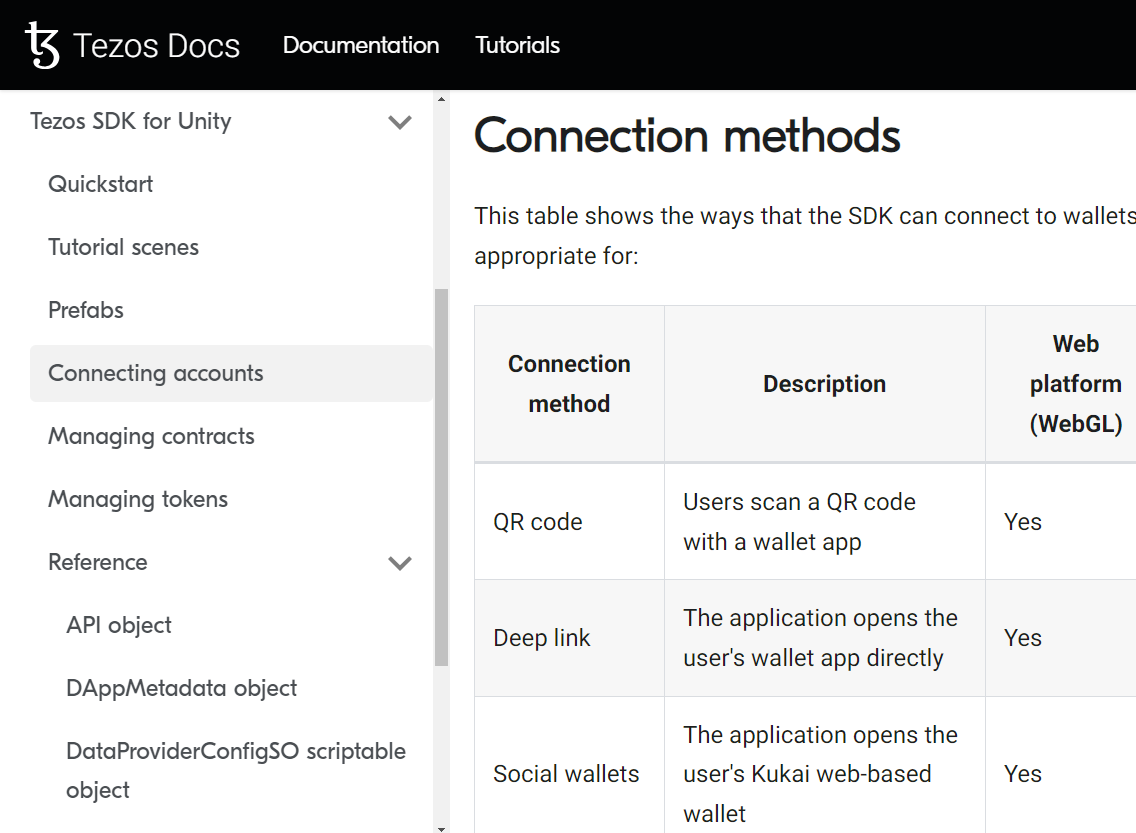 Tezos Docs
Documentation
Tutorials
Tezos SDK for Unity
Quickstart
Tutorial scenes
Prefabs
Connecting accounts
Managing contracts
Managing tokens
Reference
API object
DAppMetadata object
DataProviderConfigSO scriptable
object
Connection methods
This table shows the ways that the SDK can connect to wallets
appropriate for:
Connection
method
Description
Web
platform
(WebGL)
QR code
Users scan a QR code
with a wallet app
Yes
Deep link
The application opens the
user's wallet app directly
Yes
Social wallets
The application opens the
user's Kukai web-based
wallet
Yes